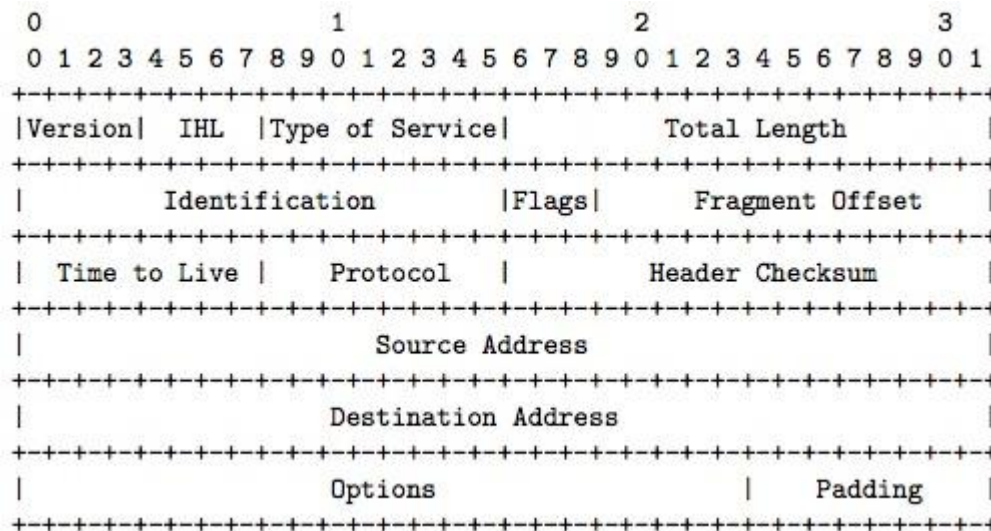 0                   1                   2                   3
 0 1 2 3 4 5 6 7 8 9 0 1 2 3 4 5 6 7 8 9 0 1 2 3 4 5 6 7 8 9 0 1
+-+-+-+-+-+-+-+-+-+-+-+-+-+-+-+-+-+-+-+-+-+-+-+-+-+-+-+-+-+-+-+-+
|Version|  IHL  |Type of Service|          Total Length         |
+-+-+-+-+-+-+-+-+-+-+-+-+-+-+-+-+-+-+-+-+-+-+-+-+-+-+-+-+-+-+-+-+
|         Identification        |Flags|      Fragment Offset    |
+-+-+-+-+-+-+-+-+-+-+-+-+-+-+-+-+-+-+-+-+-+-+-+-+-+-+-+-+-+-+-+-+
|  Time to Live |    Protocol   |         Header Checksum       |
+-+-+-+-+-+-+-+-+-+-+-+-+-+-+-+-+-+-+-+-+-+-+-+-+-+-+-+-+-+-+-+-+
|                       Source Address                          |
+-+-+-+-+-+-+-+-+-+-+-+-+-+-+-+-+-+-+-+-+-+-+-+-+-+-+-+-+-+-+-+-+
|                    Destination Address                        |
+-+-+-+-+-+-+-+-+-+-+-+-+-+-+-+-+-+-+-+-+-+-+-+-+-+-+-+-+-+-+-+-+
|                    Options                    |    Padding    |
+-+-+-+-+-+-+-+-+-+-+-+-+-+-+-+-+-+-+-+-+-+-+-+-+-+-+-+-+-+-+-+-+